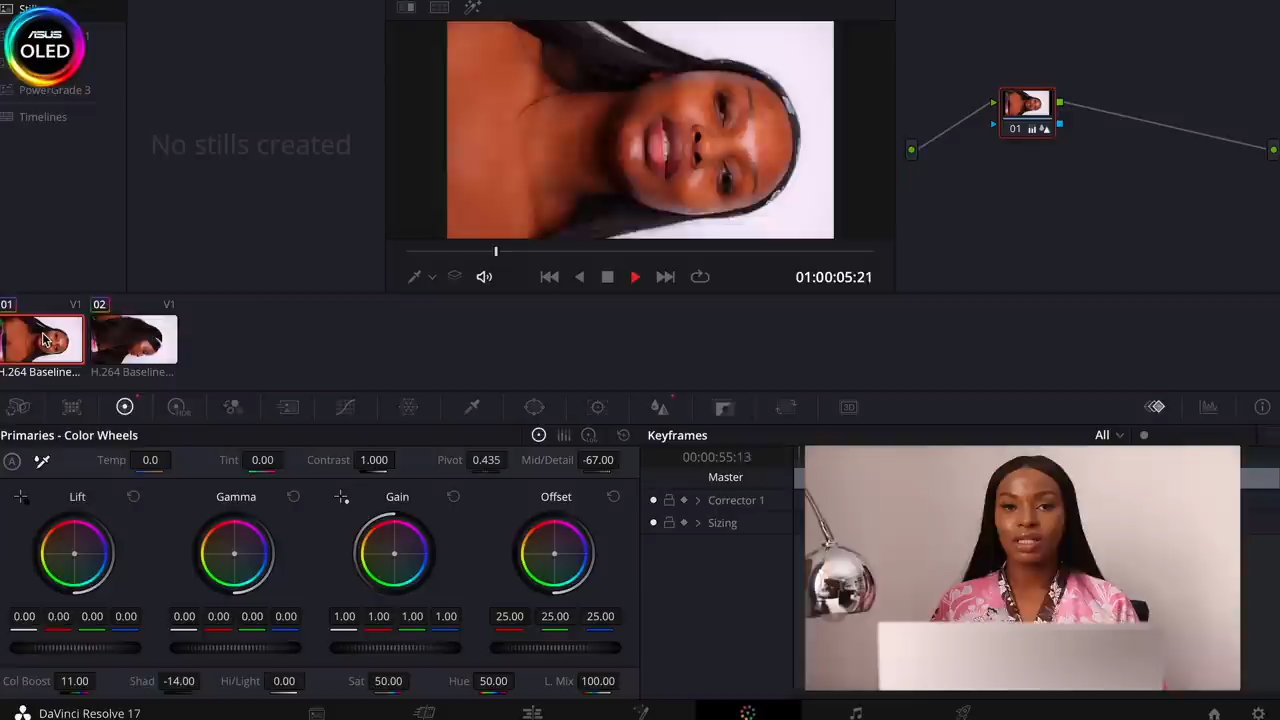 ASUS
OLED
PowerGrade 3
Timelines
No stills created
01
01:00:05:21
01
V1
02
V1
H.264 Baseline...
H.264 Baseline...
HDR
3D
Primaries - Color Wheels
Keyframes
All
A
Temp
0.0
Tint
0.00
Contrast
1.000
Pivot
0.435
Mid/Detail
-67.00
00:00:55:13
Master
Lift
Gamma
Gain
Offset
Corrector 1
Sizing
0.00 0.00 0.00 0.00
0.00 0.00 0.00 0.00
1.00 1.00 1.00 1.00
25.00 25.00 25.00
Col Boost
11.00
Shad
-14.00
Hi/Light
0.00
Sat
50.00
Hue
50.00
L. Mix
100.00
DaVinci Resolve 17